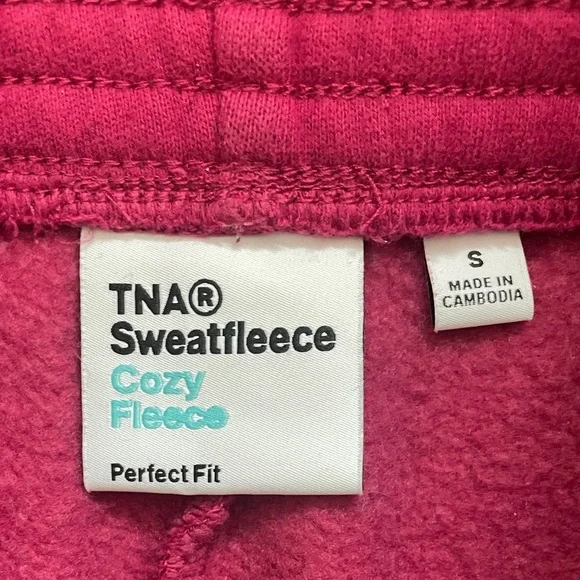 TNA®
Sweatfleece
Cozy
Fleece
Perfect Fit
S
MADE IN
CAMBODIA